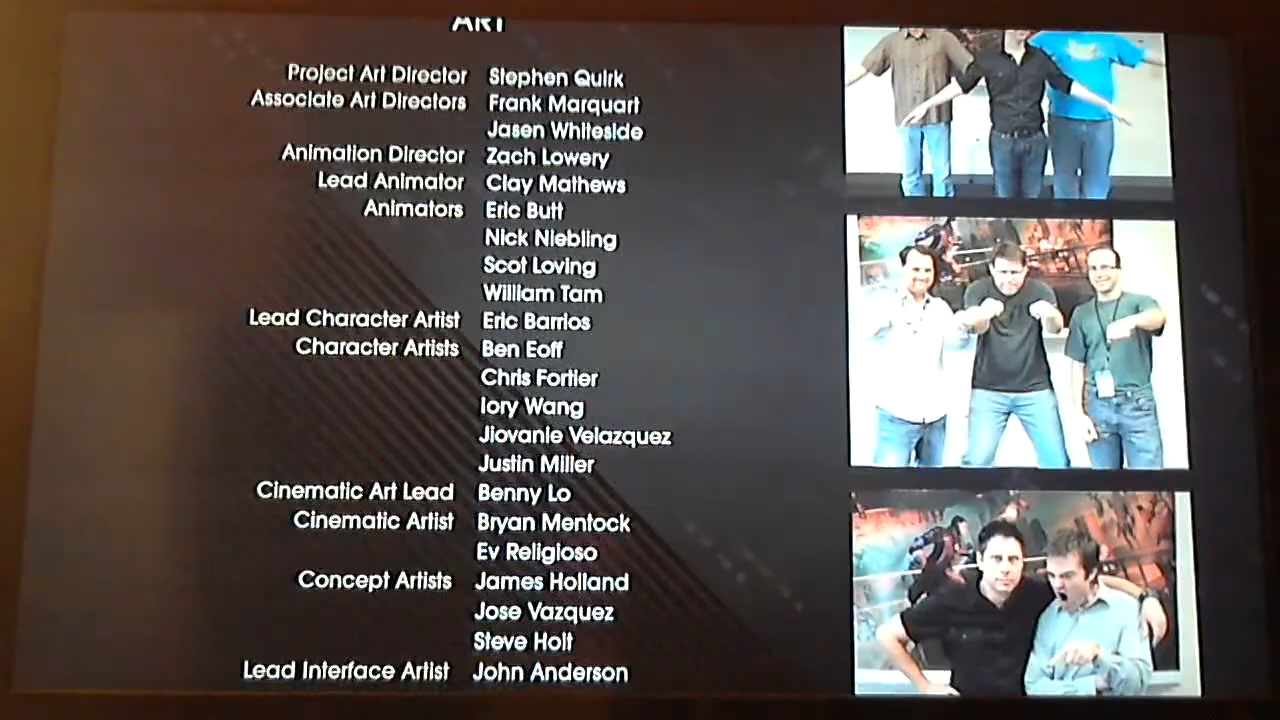 ART
Project Art Director Stephen Quirk
Associate Art Directors Frank Marquart
Jasen Whiteside
Animation Director Zach Lowery
Lead Animator Clay Mathews
Animators Eric Butt
Nick Niebling
Scot Loving
William Tam
Lead Character Artist Eric Barrios
Character Artists Ben Eoff
Chris Fortier
Iory Wang
Jiovanie Velazquez
Justin Miller
Cinematic Art Lead Benny Lo
Cinematic Artist Bryan Mentock
Ev Religioso
Concept Artists James Holland
Jose Vazquez
Steve Holt
Lead Interface Artist John Anderson